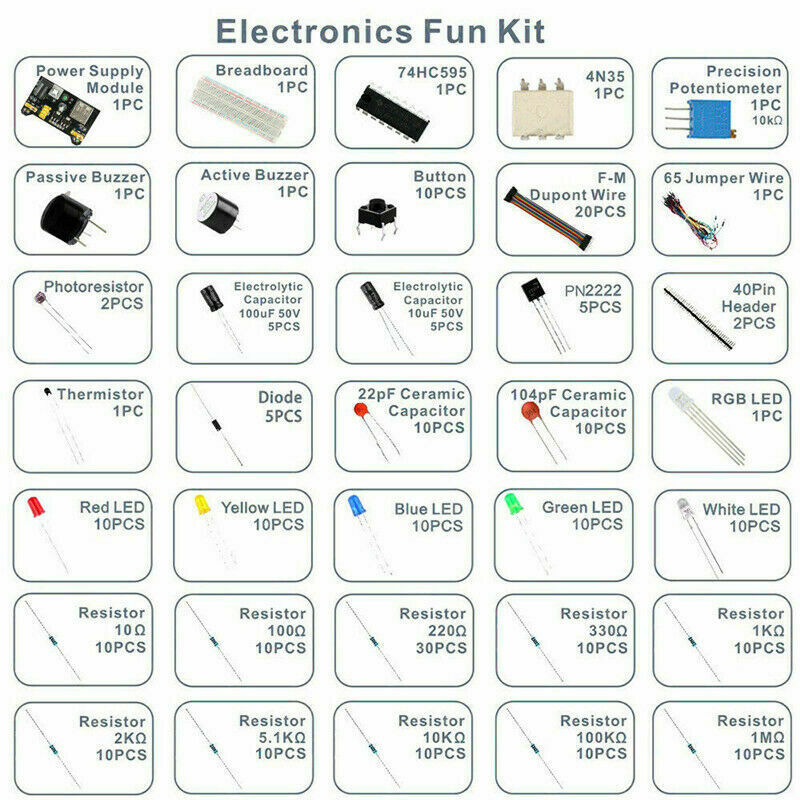 Electronics Fun Kit
Power Supply
Module
1PC
Breadboard
1PC
74HC595
1PC
4N35
1PC
Precision
Potentiometer
1PC
10kΩ
Passive Buzzer
1PC
Active Buzzer
1PC
Button
10PCS
F-M
Dupont Wire
20PCS
65 Jumper Wire
1PC
Photoresistor
2PCS
Electrolytic
Capacitor
100uF 50V
5PCS
Electrolytic
Capacitor
10uF 50V
5PCS
PN2222
5PCS
40Pin
Header
2PCS
Thermistor
1PC
Diode
5PCS
22pF Ceramic
Capacitor
10PCS
104pF Ceramic
Capacitor
10PCS
RGB LED
1PC
Red LED
10PCS
Yellow LED
10PCS
Blue LED
10PCS
Green LED
10PCS
White LED
10PCS
Resistor
10Ω
10PCS
Resistor
100Ω
10PCS
Resistor
220Ω
30PCS
Resistor
330Ω
10PCS
Resistor
1KΩ
10PCS
Resistor
2KΩ
10PCS
Resistor
5.1KΩ
10PCS
Resistor
10KΩ
10PCS
Resistor
100KΩ
10PCS
Resistor
1MΩ
10PCS